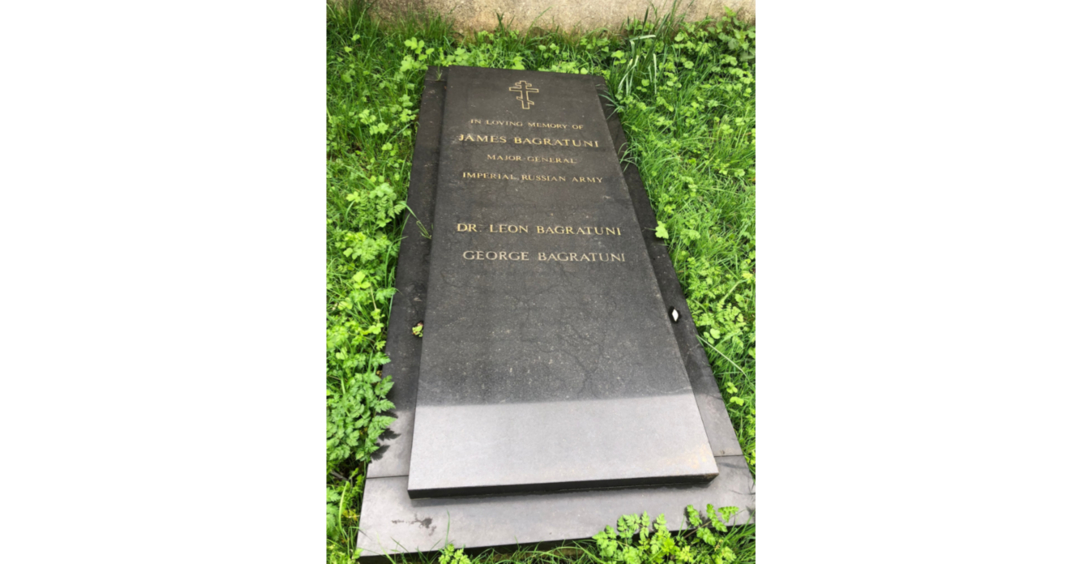 IN LOVING MEMORY OF
JAMES BAGRATUNI
MAJOR GENERAL
IMPERIAL RUSSIAN ARMY
DR. LEON BAGRATUNI
GEORGE BAGRATUNI